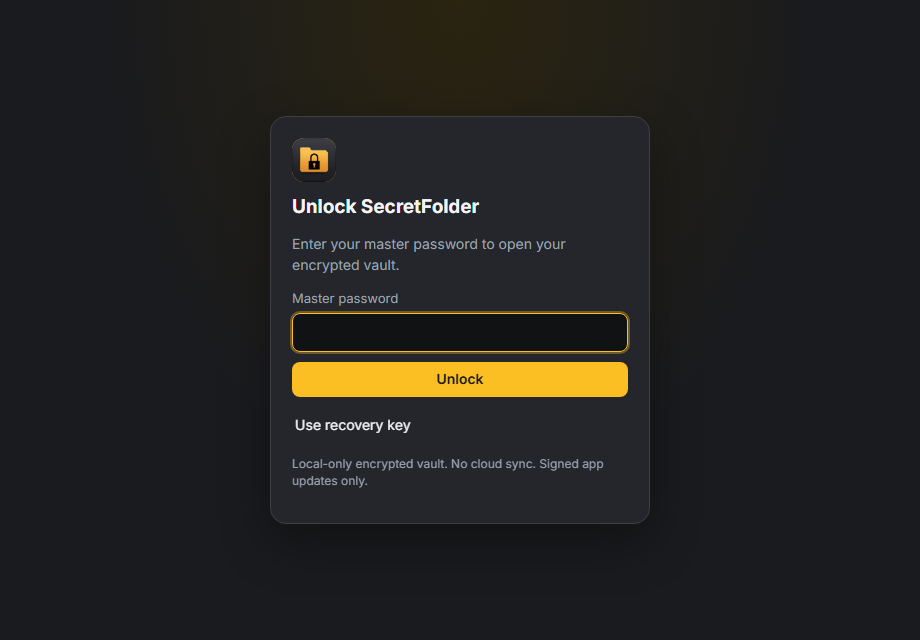 Unlock SecretFolder
Enter your master password to open your
encrypted vault.
Master password
Unlock
Use recovery key
Local-only encrypted vault. No cloud sync. Signed app
updates only.